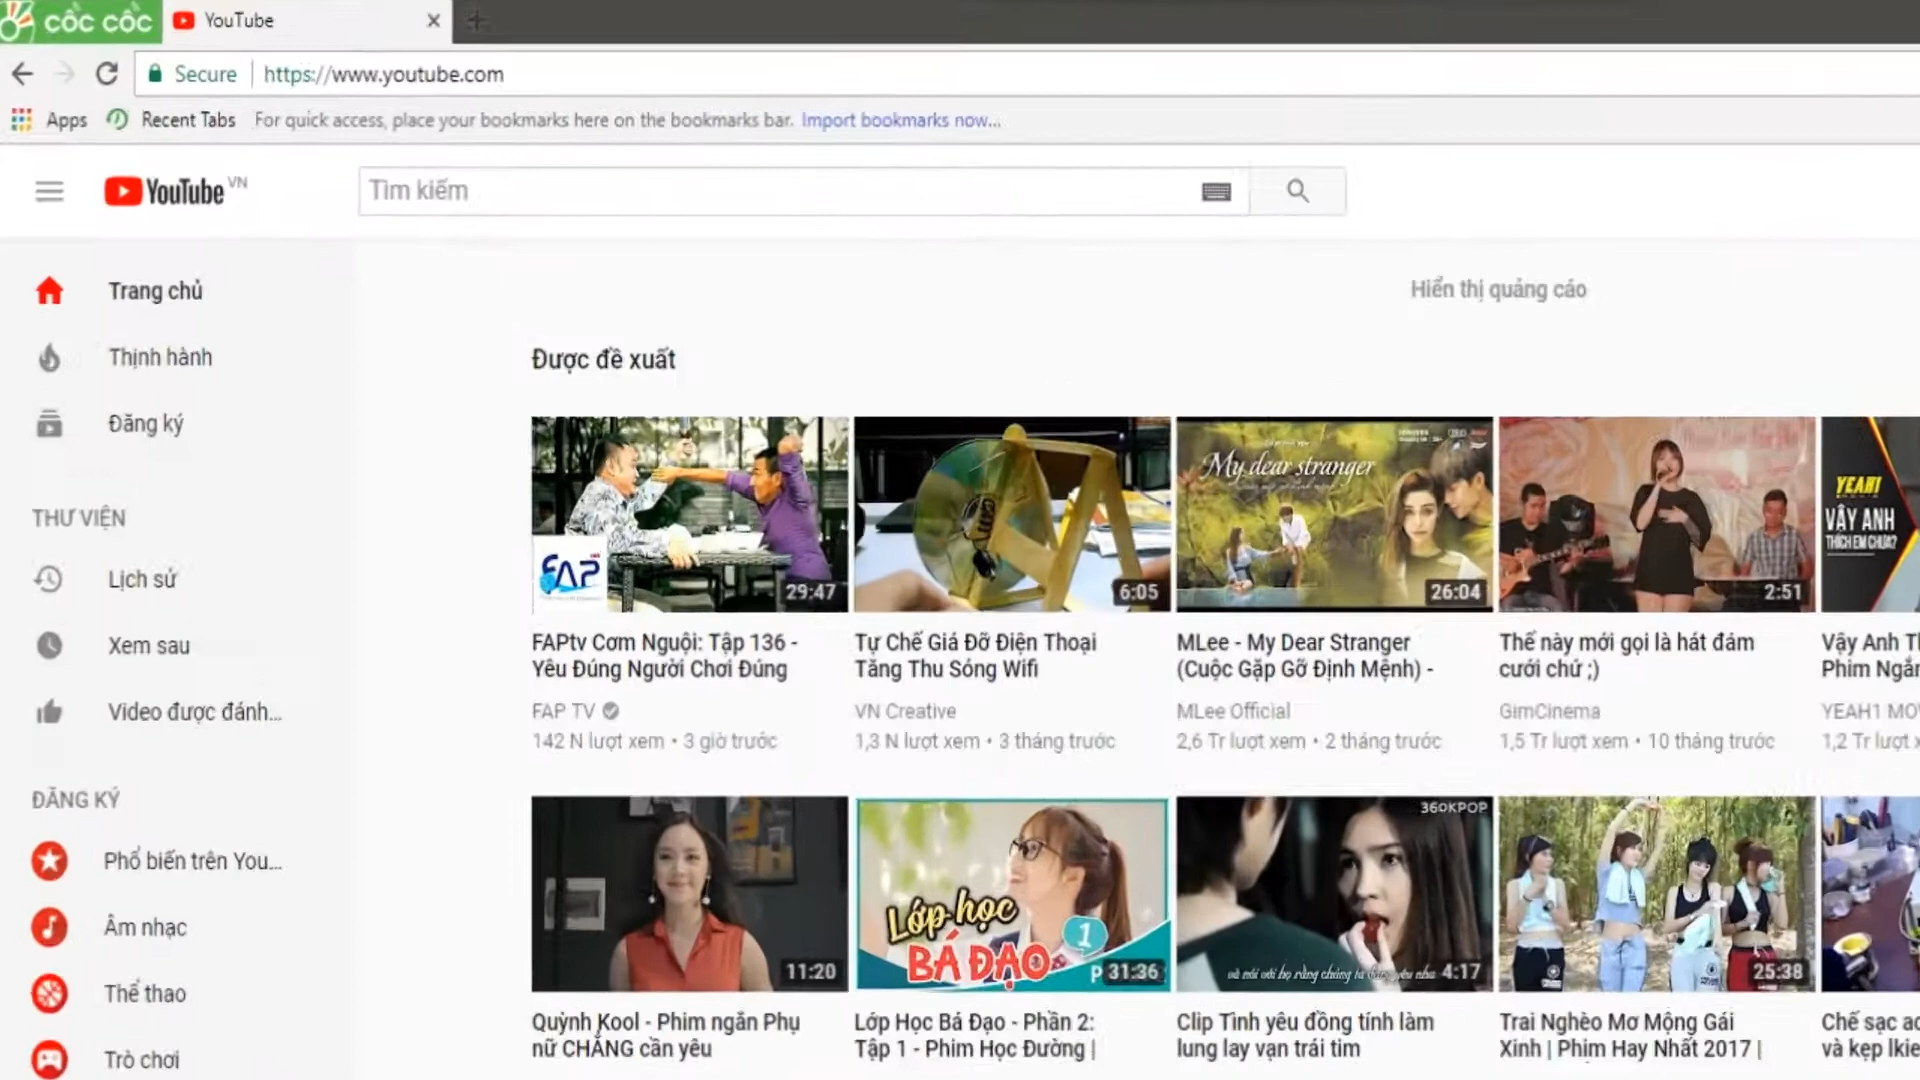 cốc cốc
YouTube
Secure https://www.youtube.com
Apps Recent Tabs For quick access, place your bookmarks here on the bookmarks bar. Import bookmarks now...
YouTube VN
Tìm kiếm
Trang chủ
Thịnh hành
Đăng ký
THƯ VIỆN
Lịch sử
Xem sau
Video được đánh...
ĐĂNG KÝ
Phổ biến trên You...
Âm nhạc
Thể thao
Trò chơi
Hiển thị quảng cáo
Được đề xuất
FAP
29:47
6:05
My dear stranger
26:04
2:51
YEAH!
VẬY ANH
THÍCH EM CHƯA?
FAPtv Cơm Nguội: Tập 136 -
Yêu Đúng Người Chơi Đúng
FAP TV
142 N lượt xem • 3 giờ trước
Tự Chế Giá Đỡ Điện Thoại
Tăng Thu Sóng Wifi
VN Creative
1,3 N lượt xem • 3 tháng trước
MLee - My Dear Stranger
(Cuộc Gặp Gỡ Định Mệnh) -
MLee Official
2,6 Tr lượt xem • 2 tháng trước
Thế này mới gọi là hát đám
cưới chứ ;)
GimCinema
1,5 Tr lượt xem • 10 tháng trước
Vậy Anh
Phim Ngắn
YEAH1
1,2 Tr lượt
11:20
Lớp học
BÁ ĐẠO
1
P 31:36
360KPOP
4:17
25:38
Quỳnh Kool - Phim ngắn Phụ
nữ CHẲNG cần yêu
Lớp Học Bá Đạo - Phần 2:
Tập 1 - Phim Học Đường |
Clip Tình yêu đồng tính làm
lung lay vạn trái tim
Trai Nghèo Mơ Mộng Gái
Xinh | Phim Hay Nhất 2017 |
Chế sạc
và kẹp